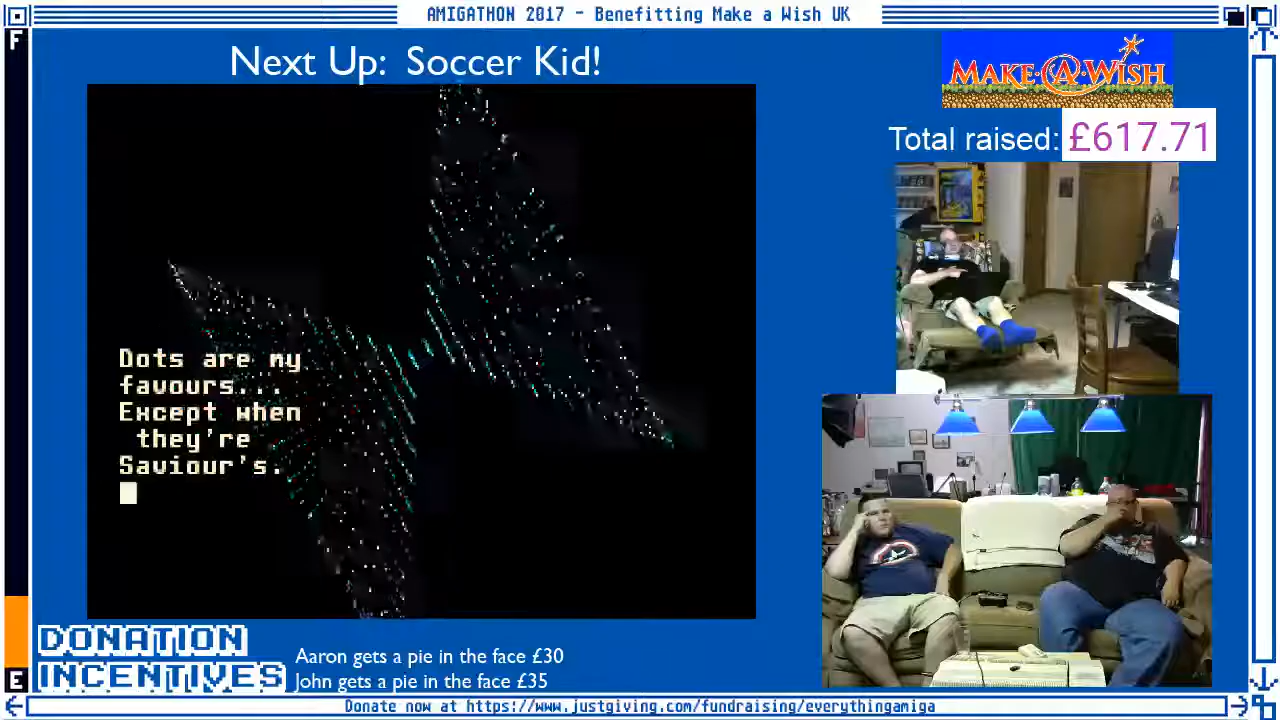 AMIGATHON 2017 - Benefitting Make a Wish UK
F
Next Up: Soccer Kid!
MAKE-A-WISH
Total raised: £617.71
Dots are my
favours...
Except when
they're
Saviour's.
E
DONATION
INCENTIVES
Aaron gets a pie in the face £30
John gets a pie in the face £35
Donate now at https://www.justgiving.com/fundraising/everythingamiga